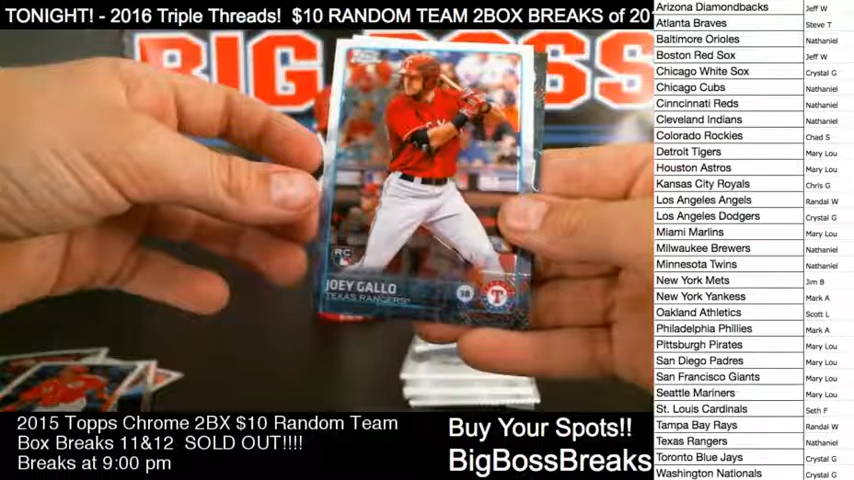 TONIGHT! - 2016 Triple Threads!  $10 RANDOM TEAM 2BOX BREAKS of 20
BIG BOSS
JOEY GALLO
TEXAS RANGERS
RC
3B
T
2015 Topps Chrome 2BX $10 Random Team
Box Breaks 11&12  SOLD OUT!!!!
Breaks at 9:00 pm
Buy Your Spots!!
BigBossBreaks
Arizona Diamondbacks Jeff W
Atlanta Braves Steve T
Baltimore Orioles Nathaniel
Boston Red Sox Jeff W
Chicago White Sox Crystal G
Chicago Cubs Nathaniel
Cincinnati Reds Nathaniel
Cleveland Indians Nathaniel
Colorado Rockies Chad S
Detroit Tigers Mary Lou
Houston Astros Mary Lou
Kansas City Royals Chris G
Los Angeles Angels Randal W
Los Angeles Dodgers Crystal G
Miami Marlins Mary Lou
Milwaukee Brewers Nathaniel
Minnesota Twins Nathaniel
New York Mets Jim B
New York Yankess Mark A
Oakland Athletics Scott L
Philadelphia Phillies Mark A
Pittsburgh Pirates Mary Lou
San Diego Padres Mary Lou
San Francisco Giants Mary Lou
Seattle Mariners Mary Lou
St. Louis Cardinals Seth F
Tampa Bay Rays Randal W
Texas Rangers Nathaniel
Toronto Blue Jays Crystal G
Washington Nationals Crystal G